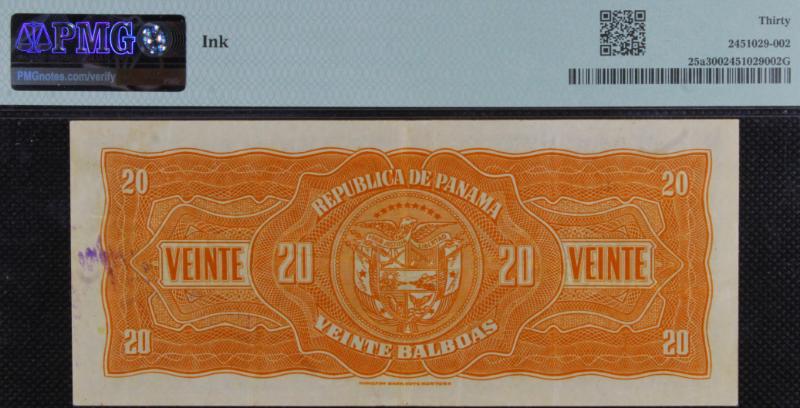 PMG
PMGnotes.com/verify
Ink
Thirty
2451029-002
25a3002451029002G
20 20
REPUBLICA DE PANAMA
VEINTE 20 20 VEINTE
VEINTE BALBOAS
20 20